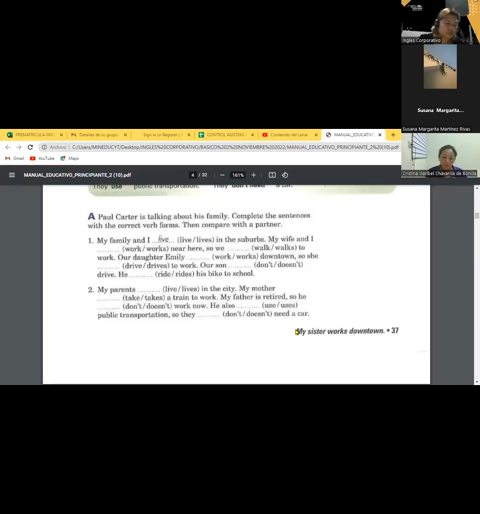 Ingles Corporativo
Susana Margarita...
Susana Margarita Martinez Rivas
Cristina Maribel Chavarria de Bonilla
PREMATRICULA INC
Detalles de su grupo
Sign in or Register |
CONTROL ASISTEN
Contenido del canal
MANUAL_EDUCATIV
Archivo C:/Users/MINEDUCYT/Desktop/INGLES%20CORPORATIVO/BASICO%202%20NOVIEMBRE%202022/MANUAL_EDUCATIVO_PRINCIPIANTE_2%20(10).pdf
Gmail YouTube Maps
MANUAL_EDUCATIVO_PRINCIPIANTE_2 (10).pdf 4 / 32 161%
They use public transportation. They don't need a car.
A Paul Carter is talking about his family. Complete the sentences
with the correct verb forms. Then compare with a partner.
1. My family and I ...live... (live / lives) in the suburbs. My wife and I
............ (work / works) near here, so we ............ (walk / walks) to
work. Our daughter Emily ............ (work / works) downtown, so she
............ (drive / drives) to work. Our son ............ (don't / doesn't)
drive. He ............ (ride / rides) his bike to school.
2. My parents ............ (live / lives) in the city. My mother
............ (take / takes) a train to work. My father is retired, so he
............ (don't / doesn't) work now. He also ............ (use / uses)
public transportation, so they ............ (don't / doesn't) need a car.
My sister works downtown. • 37